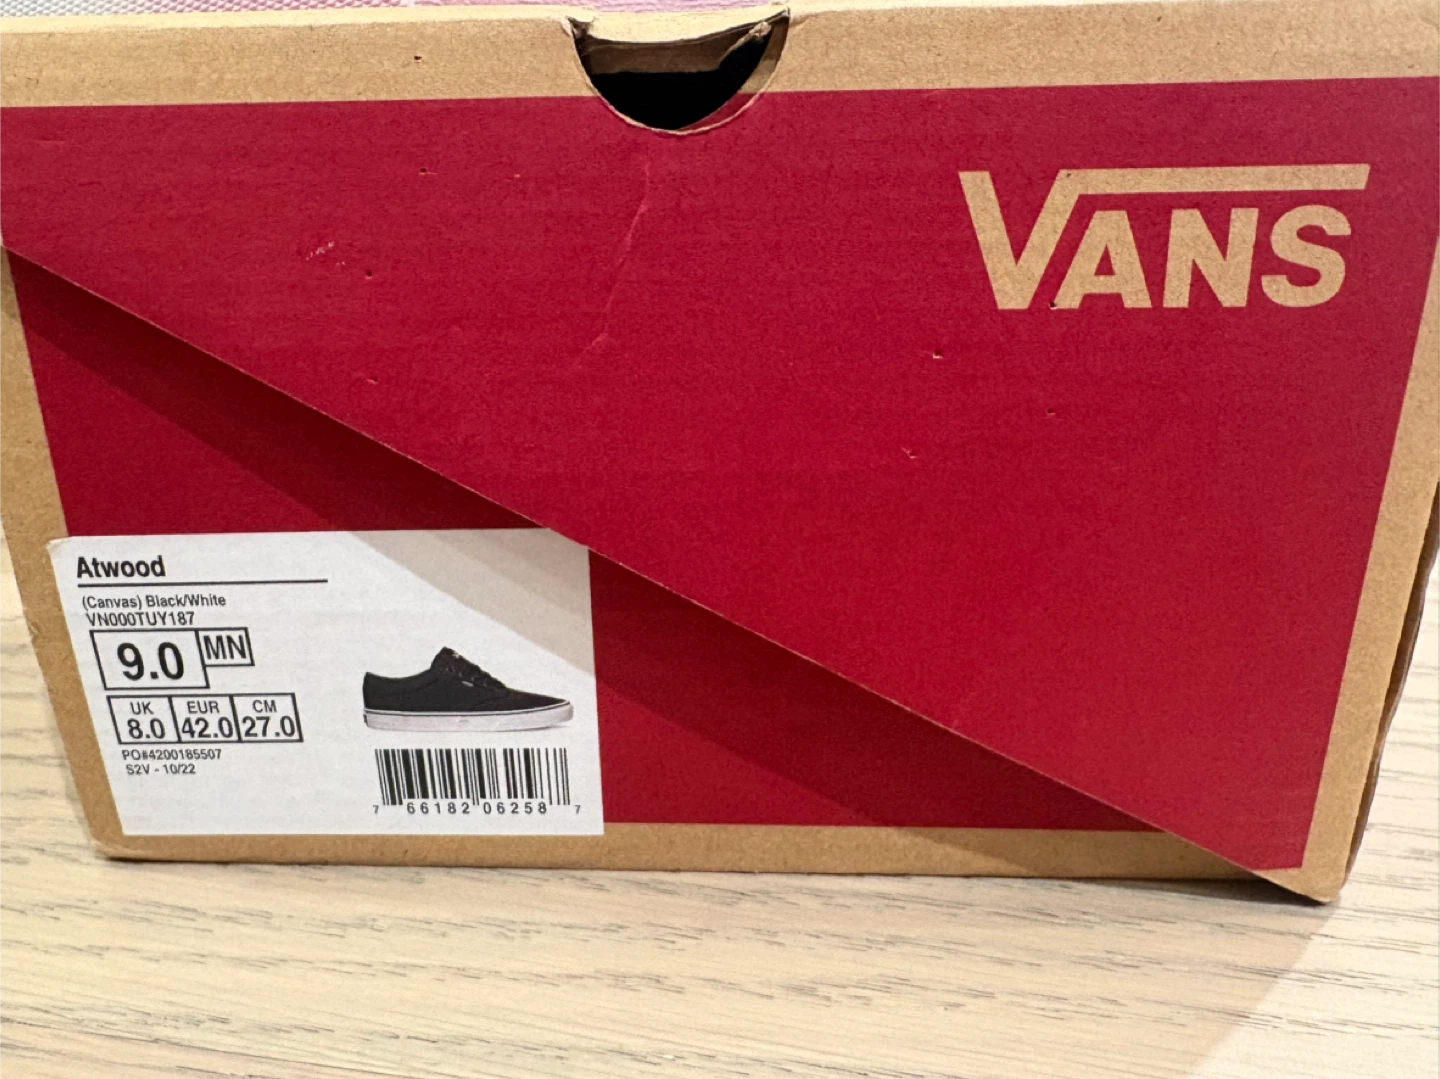 VANS
Atwood
(Canvas) Black/White
VN000TUY187
9.0 MN
UK EUR CM
8.0 42.0 27.0
PO#4200185507
S2V - 10/22
7 66182 06258 7